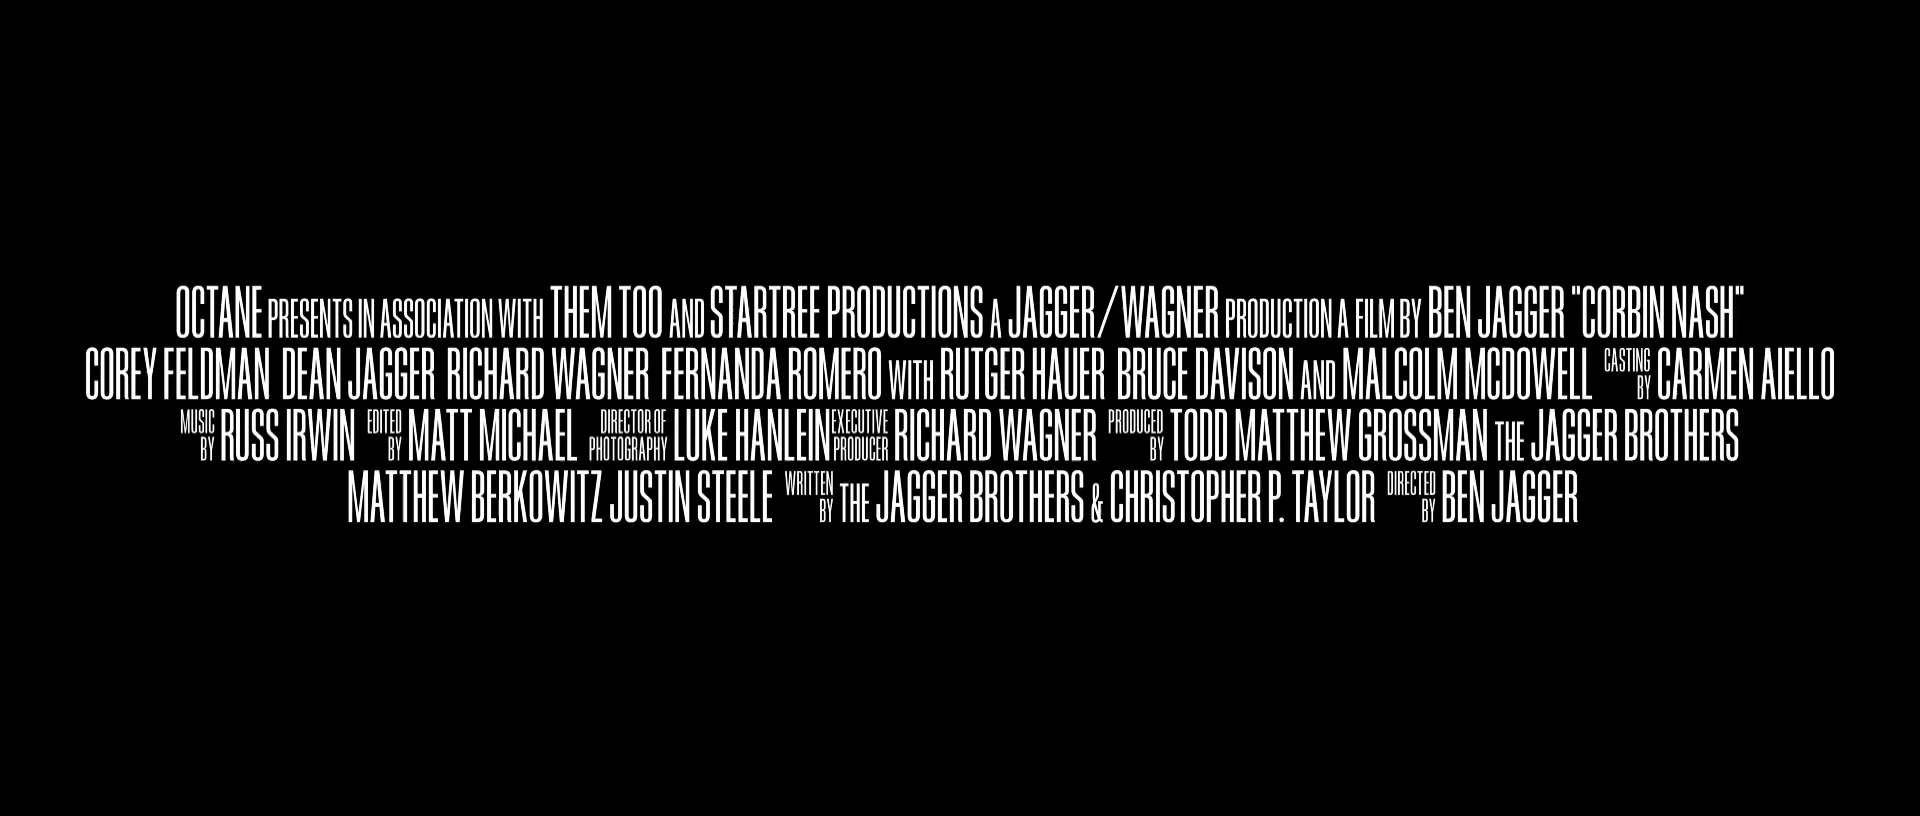 OCTANE PRESENTS IN ASSOCIATION WITH THEM TOO AND STARTREE PRODUCTIONS A JAGGER/WAGNER PRODUCTION A FILM BY BEN JAGGER "CORBIN NASH"
COREY FELDMAN DEAN JAGGER RICHARD WAGNER FERNANDA ROMERO WITH RUTGER HAUER BRUCE DAVISON AND MALCOLM MCDOWELL CASTING BY CARMEN AIELLO
MUSIC BY RUSS IRWIN EDITED BY MATT MICHAEL DIRECTOR OF PHOTOGRAPHY LUKE HANLEIN EXECUTIVE PRODUCER RICHARD WAGNER PRODUCED BY TODD MATTHEW GROSSMAN THE JAGGER BROTHERS
MATTHEW BERKOWITZ JUSTIN STEELE WRITTEN BY THE JAGGER BROTHERS & CHRISTOPHER P. TAYLOR DIRECTED BY BEN JAGGER